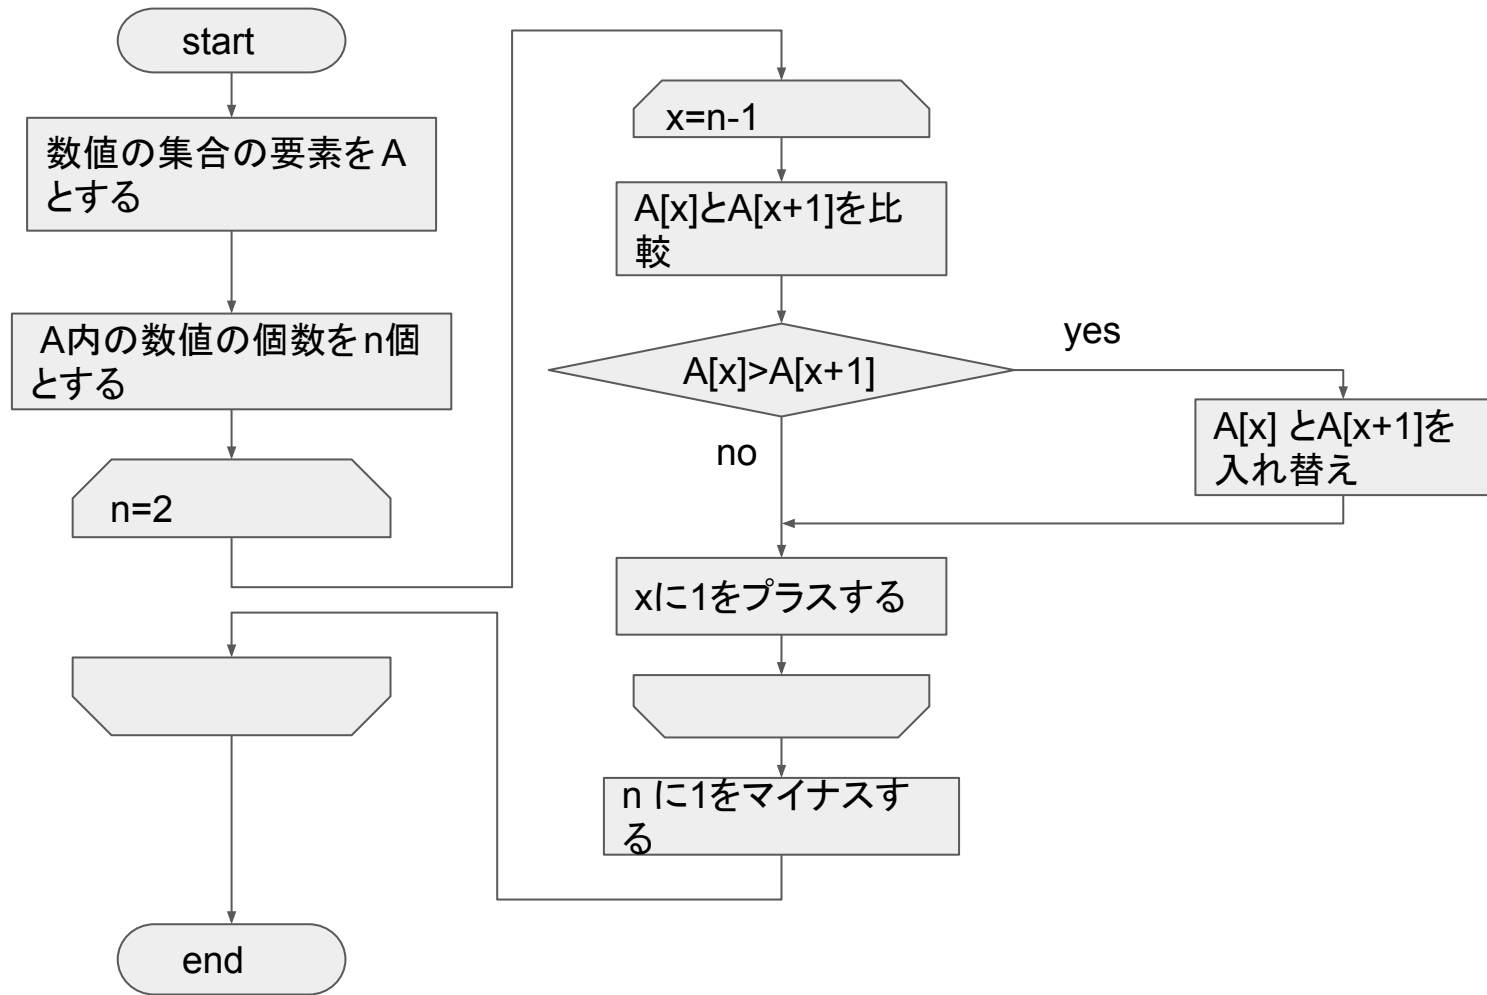 start
数値の集合の要素をA
とする
A内の数値の個数をn個
とする
n=2
x=n-1
A[x]とA[x+1]を比
較
A[x]>A[x+1]
yes
no
A[x] とA[x+1]を
入れ替え
xに1をプラスする
n に1をマイナスす
る
end